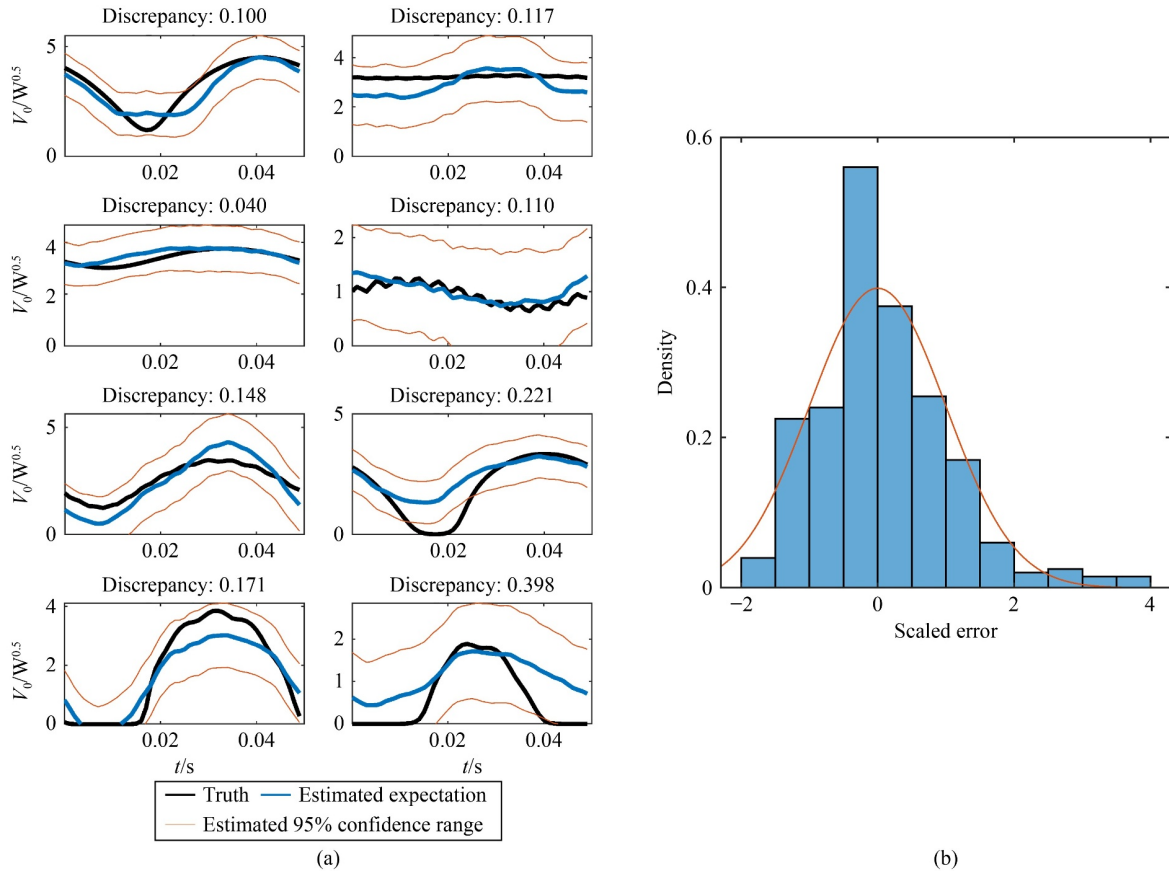 (a)
Discrepancy: 0.100
Discrepancy: 0.117
V₀/W⁰·⁵
5
0
0.02
0.04
4
2
0
0.02
0.04
Discrepancy: 0.040
Discrepancy: 0.110
V₀/W⁰·⁵
4
2
0
0.02
0.04
2
1
0
0.02
0.04
Discrepancy: 0.148
Discrepancy: 0.221
V₀/W⁰·⁵
5
0
0.02
0.04
5
0
0.02
0.04
Discrepancy: 0.171
Discrepancy: 0.398
V₀/W⁰·⁵
4
2
0
0.02
0.04
2
1
0
0.02
0.04
t/s
t/s
Truth
Estimated expectation
Estimated 95% confidence range
(a)
(b)
Density
0.6
0.4
0.2
0
−2
0
2
4
Scaled error
(b)